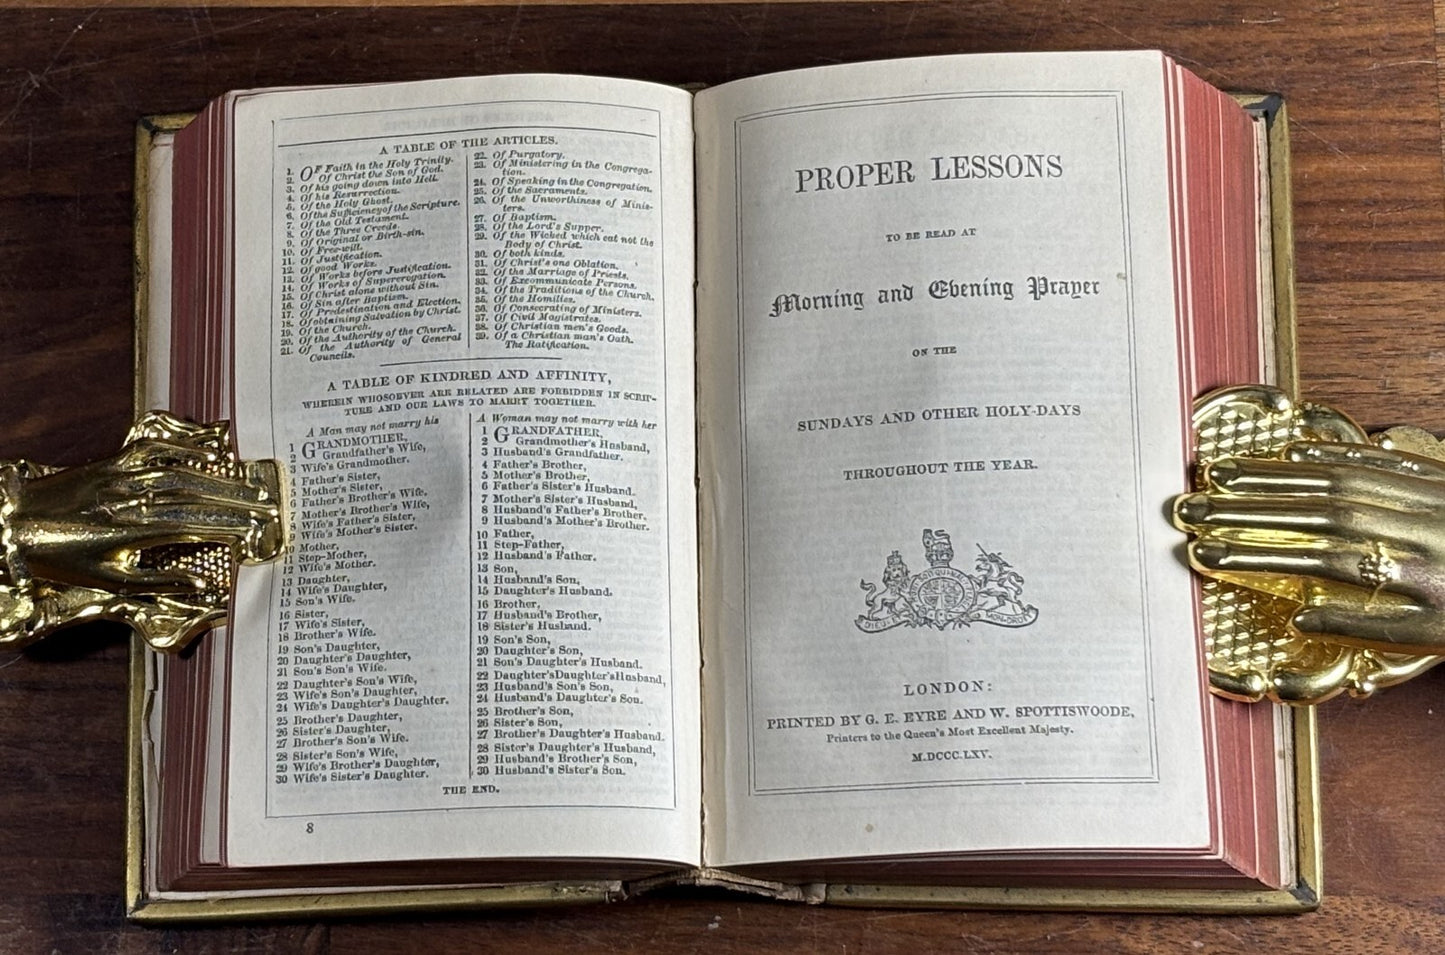 A TABLE OF THE ARTICLES.
1. OF Faith in the Holy Trinity.
2. Of Christ the Son of God.
3. Of his going down into Hell.
4. Of his Resurrection.
5. Of the Holy Ghost.
6. Of the Sufficiency of the Scripture.
7. Of the Old Testament.
8. Of the Three Creeds.
9. Of Original or Birth-sin.
10. Of Free-will.
11. Of Justification.
12. Of good Works.
13. Of Works before Justification.
14. Of Works of Supererogation.
15. Of Christ alone without Sin.
16. Of Sin after Baptism.
17. Of Predestination and Election.
18. Of obtaining Salvation by Christ.
19. Of the Church.
20. Of the Authority of the Church.
21. Of the Authority of General
Councils.
22. Of Purgatory.
23. Of Ministering in the Congrega-
tion.
24. Of Speaking in the Congregation.
25. Of the Sacraments.
26. Of the Unworthiness of Minis-
ters.
27. Of Baptism.
28. Of the Lord's Supper.
29. Of the Wicked which eat not the
Body of Christ.
30. Of both kinds.
31. Of Christ's one Oblation.
32. Of the Marriage of Priests.
33. Of Excommunicate Persons.
34. Of the Traditions of the Church.
35. Of the Homilies.
36. Of Consecrating of Ministers.
37. Of Civil Magistrates.
38. Of Christian men's Goods.
39. Of a Christian man's Oath.
The Ratification.
A TABLE OF KINDRED AND AFFINITY,
WHEREIN WHOSOEVER ARE RELATED ARE FORBIDDEN IN SCRIP-
TURE AND OUR LAWS TO MARRY TOGETHER.
A Man may not marry his
1 GRANDMOTHER,
2 Grandfather's Wife,
3 Wife's Grandmother.
4 Father's Sister,
5 Mother's Sister,
6 Father's Brother's Wife.
7 Mother's Brother's Wife,
8 Wife's Father's Sister,
9 Wife's Mother's Sister.
10 Mother,
11 Step-Mother,
12 Wife's Mother.
13 Daughter,
14 Wife's Daughter,
15 Son's Wife.
16 Sister,
17 Wife's Sister,
18 Brother's Wife.
19 Son's Daughter,
20 Daughter's Daughter,
21 Son's Son's Wife.
22 Daughter's Son's Wife,
23 Wife's Son's Daughter,
24 Wife's Daughter's Daughter.
25 Brother's Daughter,
26 Sister's Daughter,
27 Brother's Son's Wife.
28 Sister's Son's Wife,
29 Wife's Brother's Daughter,
30 Wife's Sister's Daughter.
A Woman may not marry with her
1 GRANDFATHER,
2 Grandmother's Husband,
3 Husband's Grandfather.
4 Father's Brother,
5 Mother's Brother,
6 Father's Sister's Husband.
7 Mother's Sister's Husband,
8 Husband's Father's Brother,
9 Husband's Mother's Brother.
10 Father,
11 Step-Father,
12 Husband's Father.
13 Son,
14 Husband's Son,
15 Daughter's Husband.
16 Brother,
17 Husband's Brother,
18 Sister's Husband.
19 Son's Son,
20 Daughter's Son,
21 Son's Daughter's Husband.
22 Daughter's Daughter's Husband,
23 Husband's Son's Son,
24 Husband's Daughter's Son.
25 Brother's Son,
26 Sister's Son,
27 Brother's Daughter's Husband.
28 Sister's Daughter's Husband,
29 Husband's Brother's Son,
30 Husband's Sister's Son.
THE END.
8
PROPER LESSONS
TO BE READ AT
Morning and Evening Prayer
ON THE
SUNDAYS AND OTHER HOLY-DAYS
THROUGHOUT THE YEAR.
LONDON:
PRINTED BY G. E. EYRE AND W. SPOTTISWOODE,
Printers to the Queen's Most Excellent Majesty.
M.DCCC.LXV.